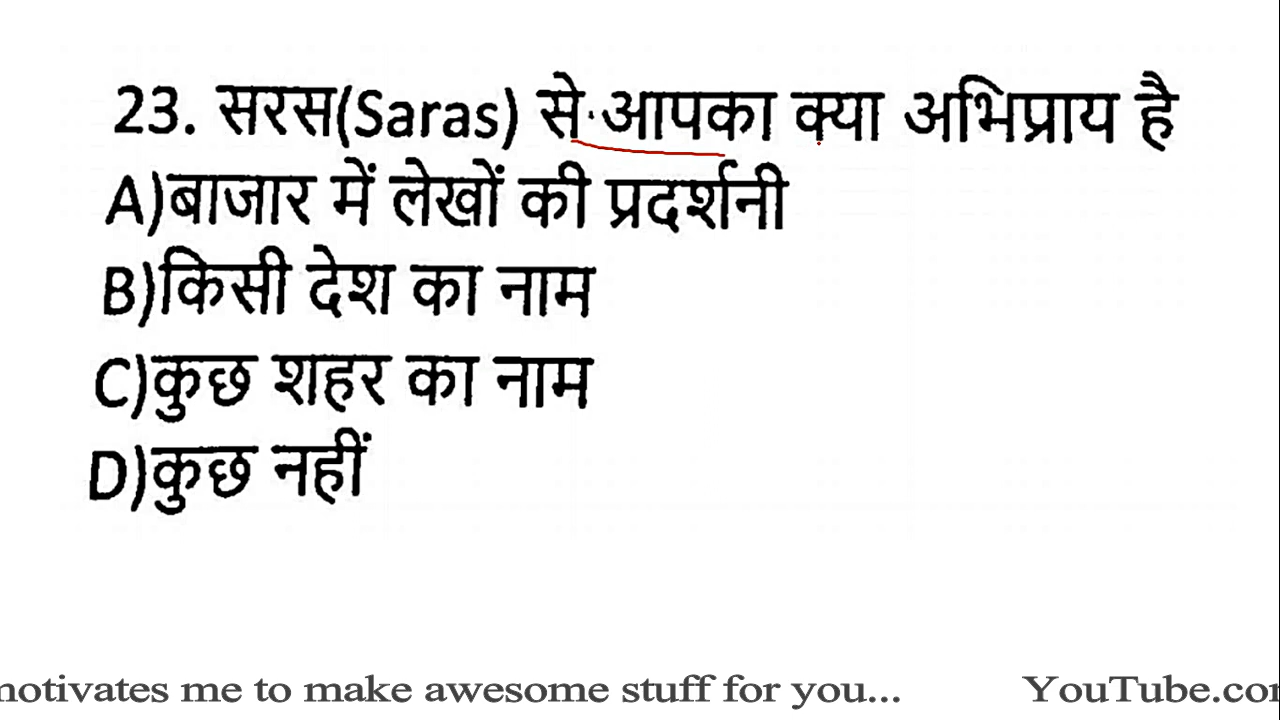 23. सरस(Saras) से आपका क्या अभिप्राय है
A)बाजार में लेखों की प्रदर्शनी
B)किसी देश का नाम
C)कुछ शहर का नाम
D)कुछ नहीं
motivates me to make awesome stuff for you... YouTube.co